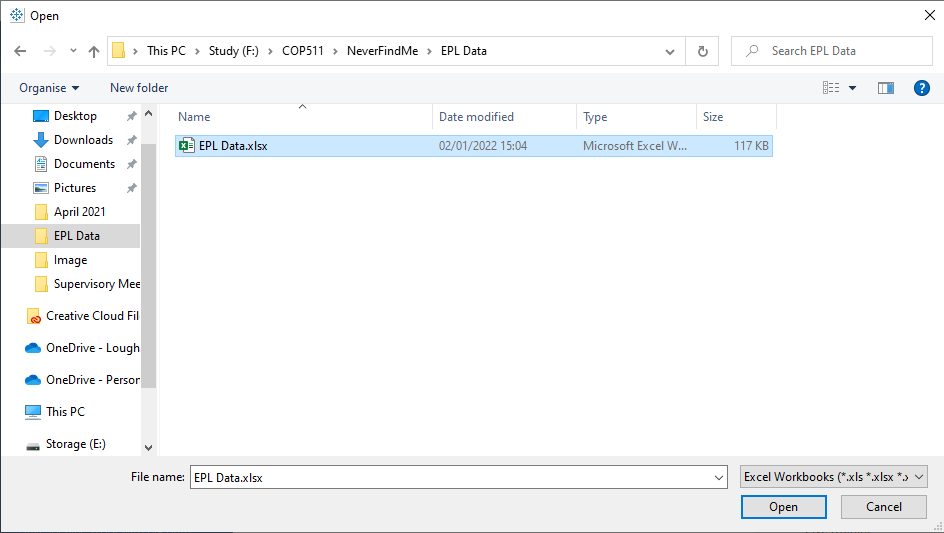 Open
This PC > Study (F:) > COP511 > NeverFindMe > EPL Data
Search EPL Data
Organise
New folder
Desktop
Downloads
Documents
Pictures
April 2021
EPL Data
Image
Supervisory Mee
Creative Cloud Fil
OneDrive - Lough
OneDrive - Person
This PC
Storage (E:)
Name Date modified Type Size
EPL Data.xlsx 02/01/2022 15:04 Microsoft Excel W... 117 KB
File name: EPL Data.xlsx Excel Workbooks (*.xls *.xlsx *.x
Open Cancel